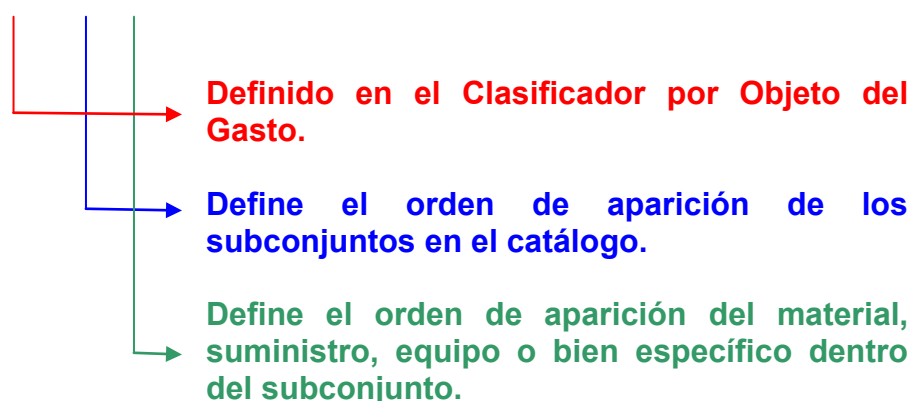 Definido en el Clasificador por Objeto del
Gasto.
Define el orden de aparición de los
subconjuntos en el catálogo.
Define el orden de aparición del material,
suministro, equipo o bien específico dentro
del subconjunto.